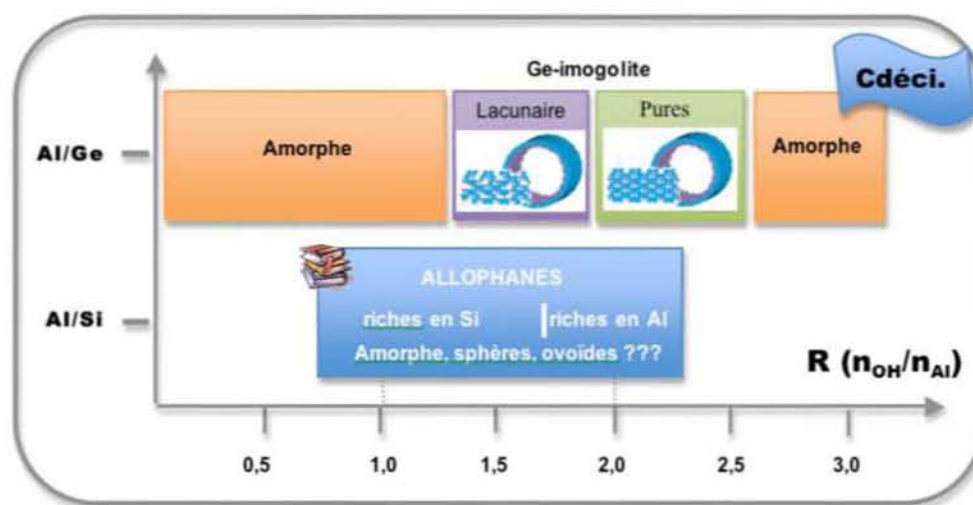 Ge-imogolite
Cdéci.
Al/Ge
Amorphe
Lacunaire
Pures
Amorphe
ALLOPHANES
Al/Si
riches en Si
riches en Al
Amorphe, sphères, ovoïdes ???
R (nOH/nAl)
0,5
1,0
1,5
2,0
2,5
3,0